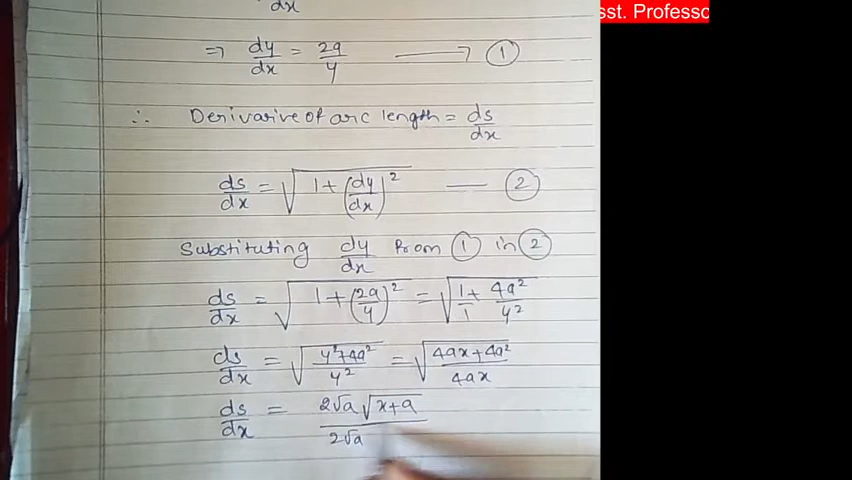 sst. Professo
dx
⇒ dy/dx = 2a/y ⟶ ①
∴ Derivarive of arc length = ds/dx
ds/dx = √(1+(dy/dx)²) — ②
Substituting dy/dx From ① in ②
ds/dx = √(1+(2a/y)²) = √(1/1 + 4a²/y²)
ds/dx = √((y²+4a²)/y²) = √((4ax+4a²)/4ax)
ds/dx = 2√a √(x+a) / 2√a